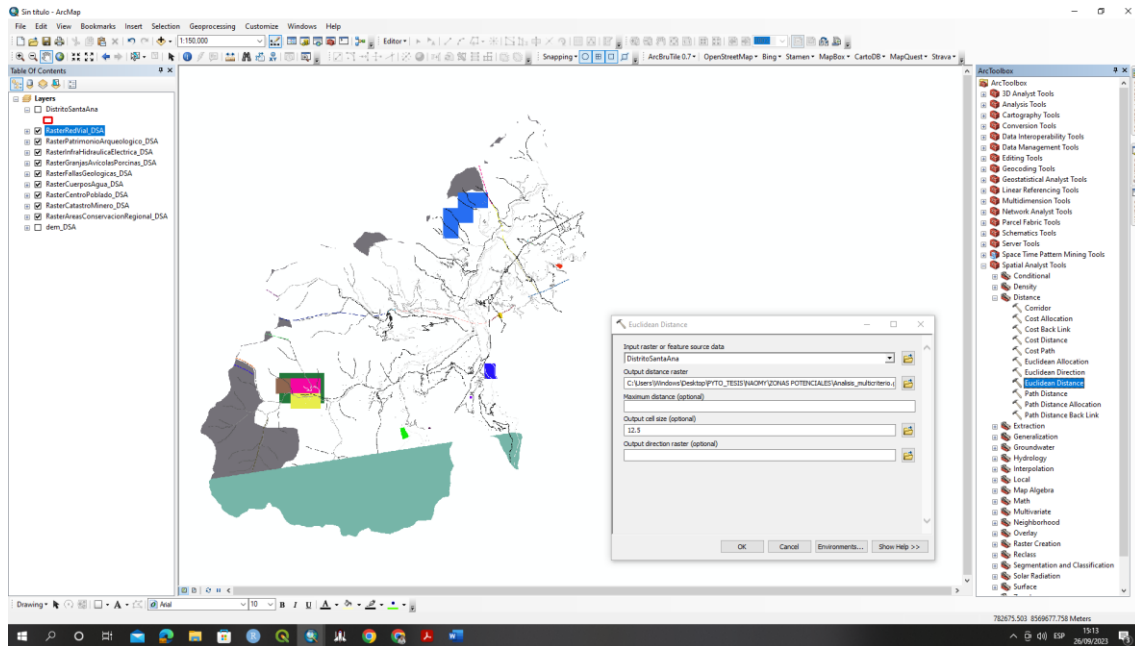 Sin titulo - ArcMap
File Edit View Bookmarks Insert Selection Geoprocessing Customize Windows Help
1:150,000
Editor
Snapping
ArcBruTile 0.7 OpenStreetMap Bing Stamen MapBox CartoDB MapQuest Strava
Table Of Contents
Layers
DistritoSantaAna
RasterRedVial_DSA
RasterPatrimonioArqueologico_DSA
RasterInfraHidraulicaElectrica_DSA
RasterGranjasAvicolasPorcinas_DSA
RasterFallasGeologicas_DSA
RasterCuerposAgua_DSA
RasterCentroPoblado_DSA
RasterCatastroMinero_DSA
RasterAreasConservacionRegional_DSA
dem_DSA
Euclidean Distance
Input raster or feature source data
DistritoSantaAna
Output distance raster
C:\Users\Windows\Desktop\PYTO_TESIS\NAOMY\ZONAS POTENCIALES\Analisis_multicriterio.g
Maximum distance (optional)
Output cell size (optional)
12.5
Output direction raster (optional)
OK Cancel Environments... Show Help >>
ArcToolbox
ArcToolbox
3D Analyst Tools
Analysis Tools
Cartography Tools
Conversion Tools
Data Interoperability Tools
Data Management Tools
Editing Tools
Geocoding Tools
Geostatistical Analyst Tools
Linear Referencing Tools
Multidimension Tools
Network Analyst Tools
Parcel Fabric Tools
Schematics Tools
Server Tools
Space Time Pattern Mining Tools
Spatial Analyst Tools
Conditional
Density
Distance
Corridor
Cost Allocation
Cost Back Link
Cost Distance
Cost Path
Euclidean Allocation
Euclidean Direction
Euclidean Distance
Path Distance
Path Distance Allocation
Path Distance Back Link
Extraction
Generalization
Groundwater
Hydrology
Interpolation
Local
Map Algebra
Math
Multivariate
Neighborhood
Overlay
Raster Creation
Reclass
Segmentation and Classification
Solar Radiation
Surface
Drawing A Arial 10 B I U A
782675.503 8569677.758 Meters
ESP 15:13
26/09/2023